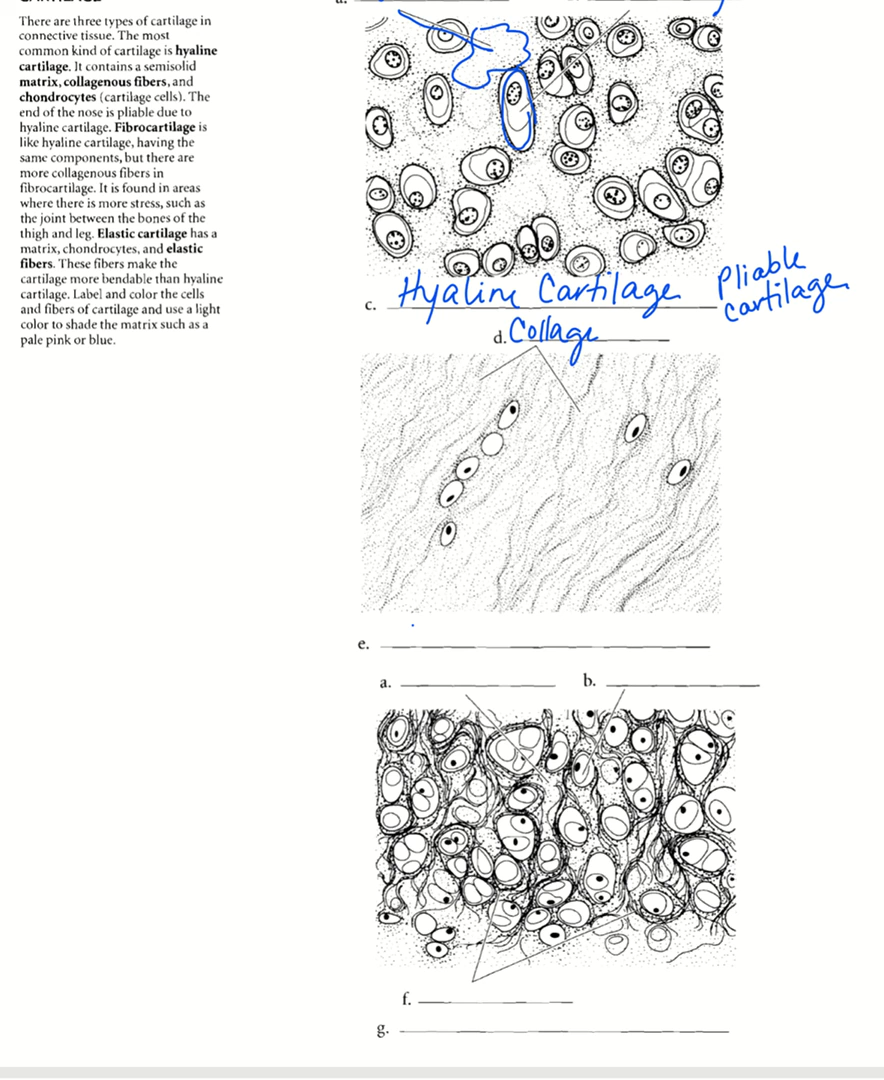 There are three types of cartilage in
connective tissue. The most
common kind of cartilage is hyaline
cartilage. It contains a semisolid
matrix, collagenous fibers, and
chondrocytes (cartilage cells). The
end of the nose is pliable due to
hyaline cartilage. Fibrocartilage is
like hyaline cartilage, having the
same components, but there are
more collagenous fibers in
fibrocartilage. It is found in areas
where there is more stress, such as
the joint between the bones of the
thigh and leg. Elastic cartilage has a
matrix, chondrocytes, and elastic
fibers. These fibers make the
cartilage more bendable than hyaline
cartilage. Label and color the cells
and fibers of cartilage and use a light
color to shade the matrix such as a
pale pink or blue.
c. Hyaline Cartilage
Pliable
cartilage
d. Collage
e.
a.
b.
f.
g.